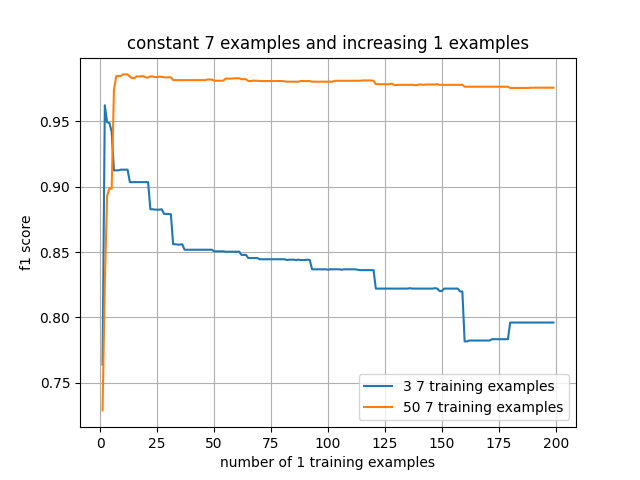 constant 7 examples and increasing 1 examples
f1 score
0.95
0.90
0.85
0.80
0.75
3 7 training examples
50 7 training examples
0 25 50 75 100 125 150 175 200
number of 1 training examples